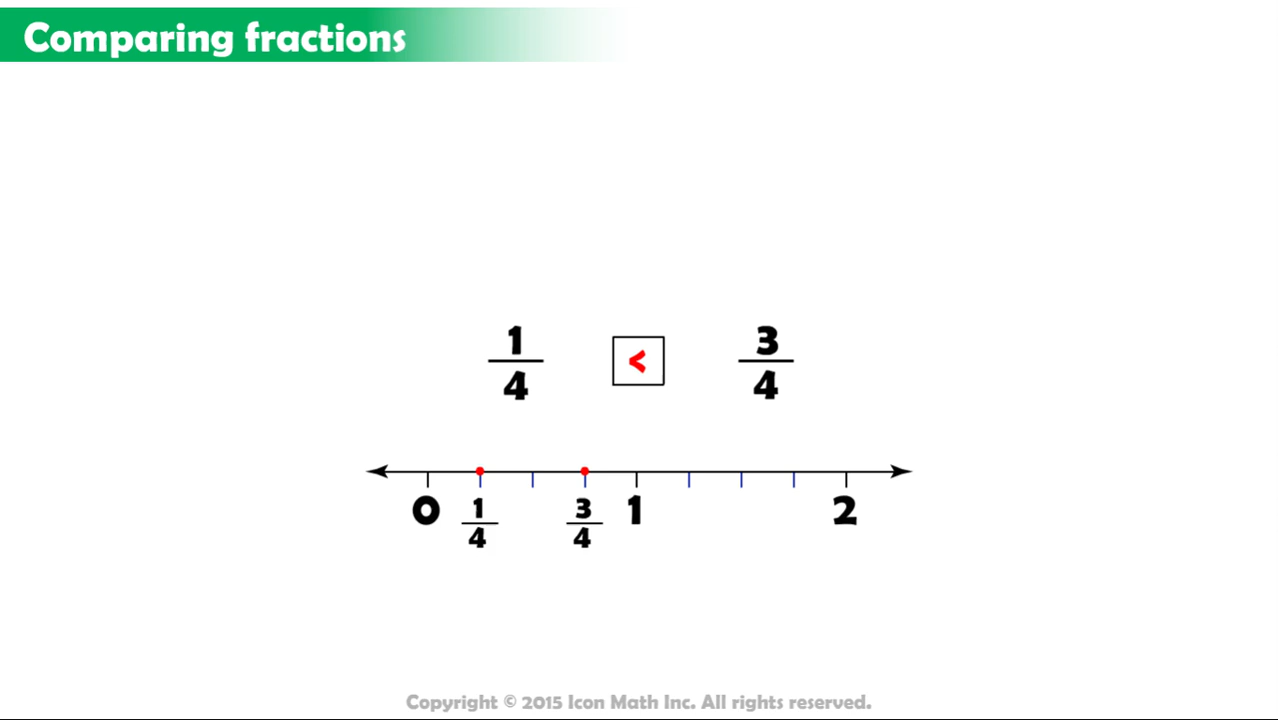 Comparing fractions
1 3
< 
4 4
0 1 3 1 2
4 4
Copyright © 2015 Icon Math Inc. All rights reserved.